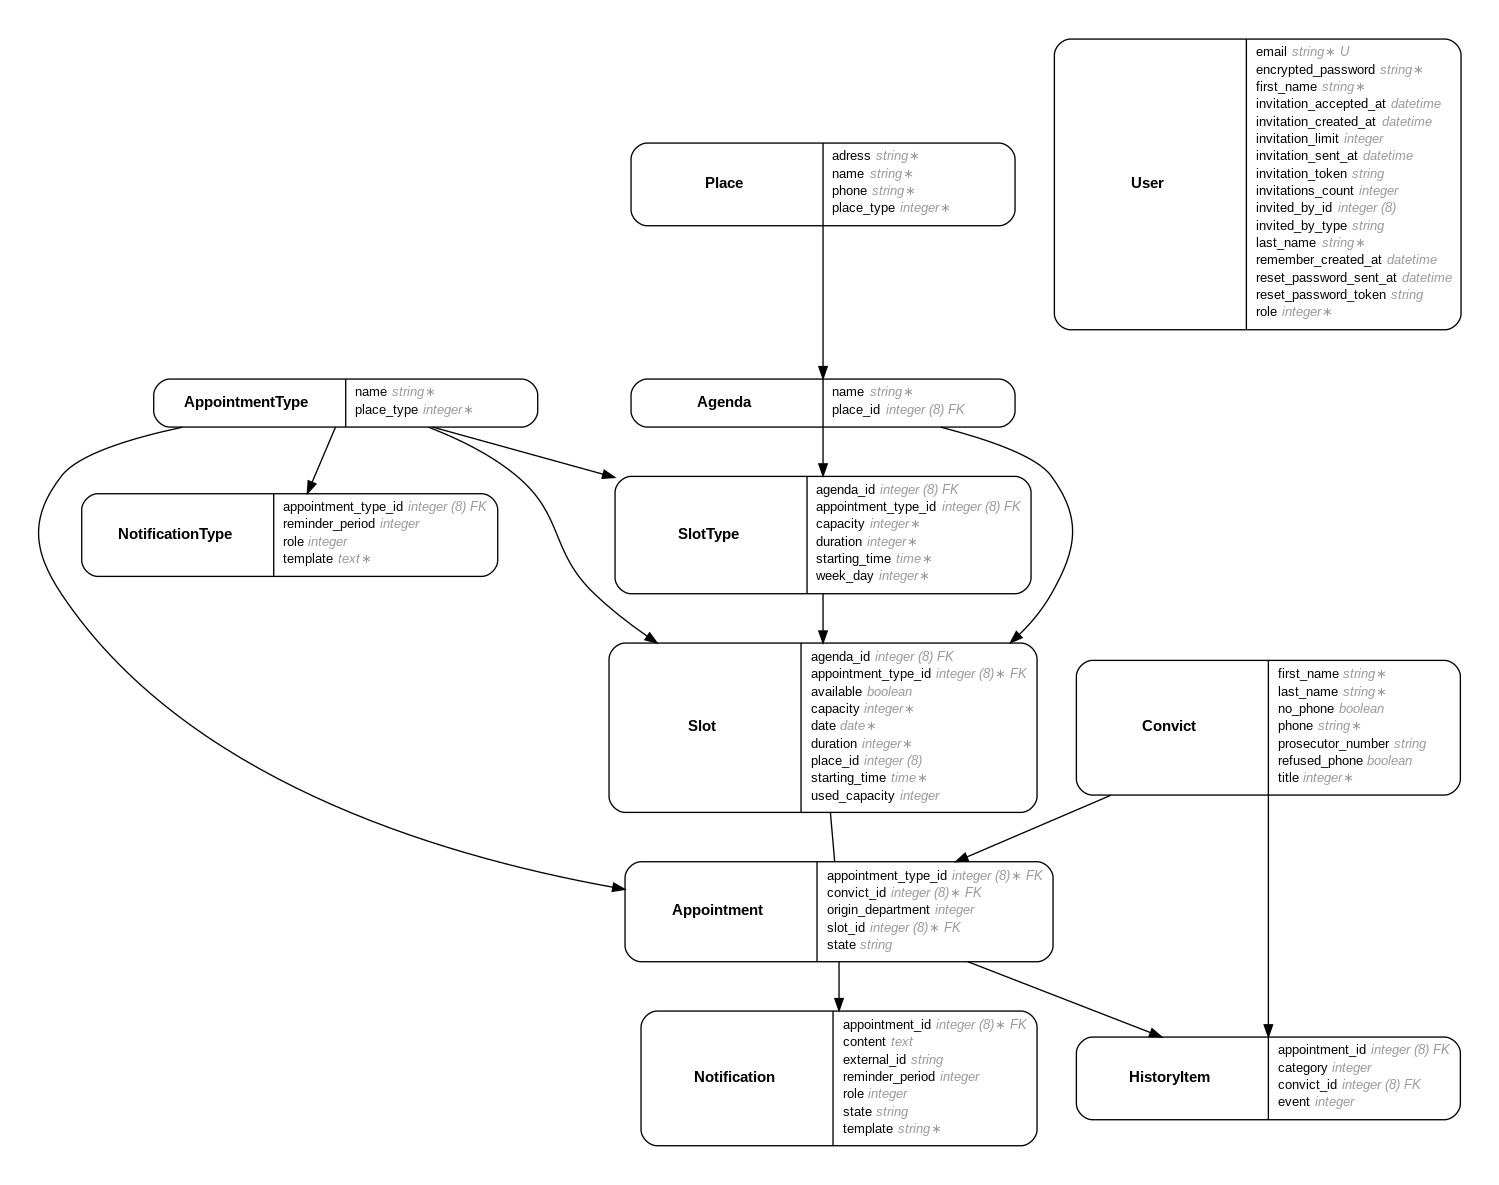 User
email string∗ U
encrypted_password string∗
first_name string∗
invitation_accepted_at datetime
invitation_created_at datetime
invitation_limit integer
invitation_sent_at datetime
invitation_token string
invitations_count integer
invited_by_id integer (8)
invited_by_type string
last_name string∗
remember_created_at datetime
reset_password_sent_at datetime
reset_password_token string
role integer∗
Place
adress string∗
name string∗
phone string∗
place_type integer∗
AppointmentType
name string∗
place_type integer∗
Agenda
name string∗
place_id integer (8) FK
NotificationType
appointment_type_id integer (8) FK
reminder_period integer
role integer
template text∗
SlotType
agenda_id integer (8) FK
appointment_type_id integer (8) FK
capacity integer∗
duration integer∗
starting_time time∗
week_day integer∗
Slot
agenda_id integer (8) FK
appointment_type_id integer (8)∗ FK
available boolean
capacity integer∗
date date∗
duration integer∗
place_id integer (8)
starting_time time∗
used_capacity integer
Convict
first_name string∗
last_name string∗
no_phone boolean
phone string∗
prosecutor_number string
refused_phone boolean
title integer∗
Appointment
appointment_type_id integer (8)∗ FK
convict_id integer (8)∗ FK
origin_department integer
slot_id integer (8)∗ FK
state string
Notification
appointment_id integer (8)∗ FK
content text
external_id string
reminder_period integer
role integer
state string
template string∗
HistoryItem
appointment_id integer (8) FK
category integer
convict_id integer (8) FK
event integer